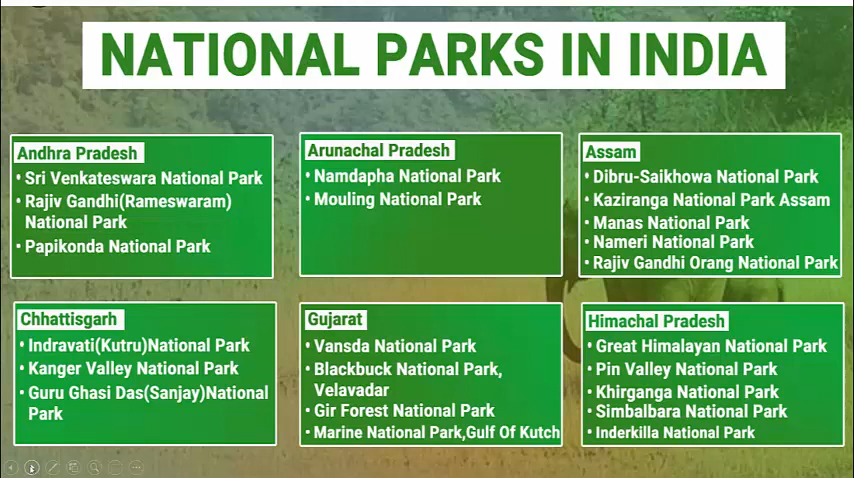 NATIONAL PARKS IN INDIA
Andhra Pradesh
• Sri Venkateswara National Park
• Rajiv Gandhi(Rameswaram)
National Park
• Papikonda National Park
Arunachal Pradesh
• Namdapha National Park
• Mouling National Park
Assam
• Dibru-Saikhowa National Park
• Kaziranga National Park Assam
• Manas National Park
• Nameri National Park
• Rajiv Gandhi Orang National Park
Chhattisgarh
• Indravati(Kutru)National Park
• Kanger Valley National Park
• Guru Ghasi Das(Sanjay)National
Park
Gujarat
• Vansda National Park
• Blackbuck National Park,
Velavadar
• Gir Forest National Park
• Marine National Park,Gulf Of Kutch
Himachal Pradesh
• Great Himalayan National Park
• Pin Valley National Park
• Khirganga National Park
• Simbalbara National Park
• Inderkilla National Park